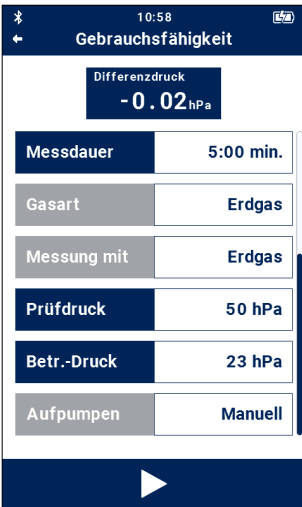 10:58
Gebrauchsfähigkeit
Differenzdruck
-0.02hPa
Messdauer 5:00 min.
Gasart Erdgas
Messung mit Erdgas
Prüfdruck 50 hPa
Betr.-Druck 23 hPa
Aufpumpen Manuell